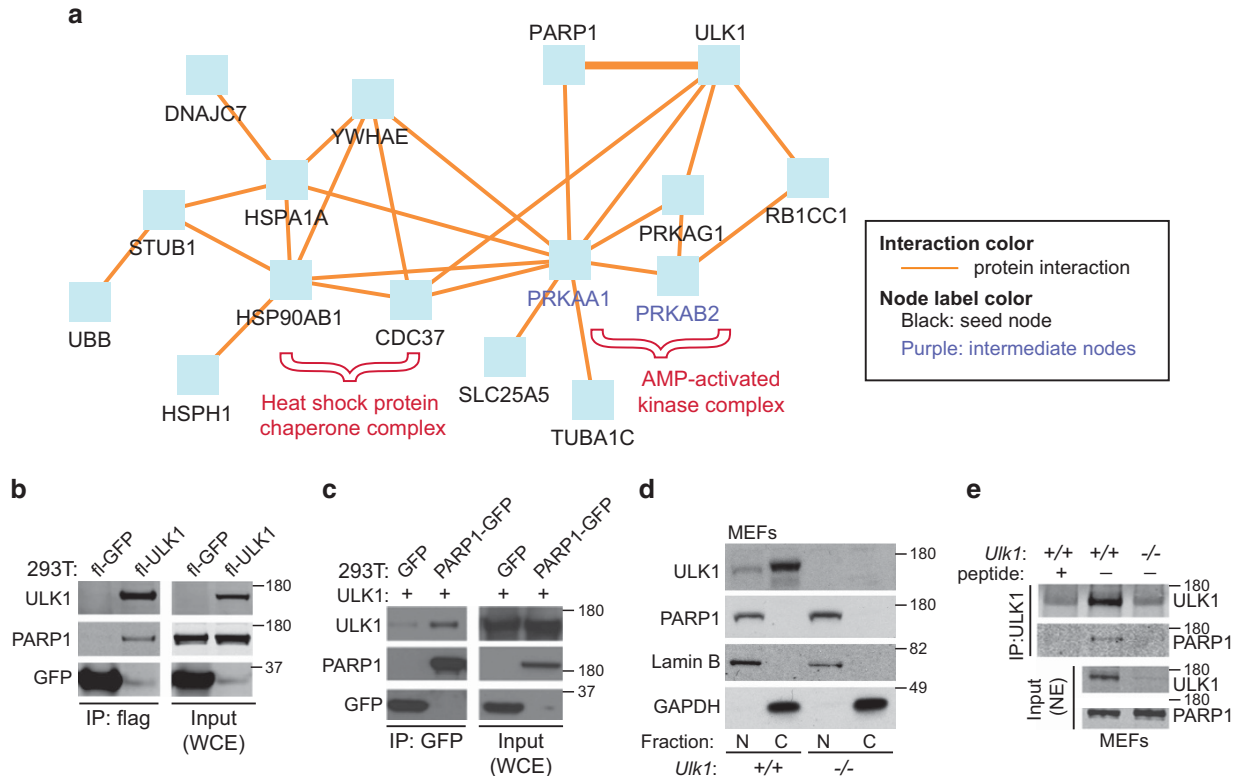 a
PARP1
ULK1
DNAJC7
YWHAE
HSPA1A
STUB1
PRKAG1
RB1CC1
UBB
HSP90AB1
CDC37
PRKAA1
PRKAB2
HSPH1
SLC25A5
TUBA1C
Heat shock protein
chaperone complex
AMP-activated
kinase complex
Interaction color
protein interaction
Node label color
Black: seed node
Purple: intermediate nodes
b
293T: fl-GFP fl-ULK1 fl-GFP fl-ULK1
ULK1 180
PARP1 180
GFP 37
IP: flag Input
(WCE)
c
293T: GFP PARP1-GFP GFP PARP1-GFP
ULK1: + + + +
ULK1 180
PARP1 180
GFP 37
IP: GFP Input
(WCE)
d
MEFs
ULK1 180
PARP1
Lamin B 82
GAPDH 49
Fraction: N C N C
Ulk1: +/+ -/-
e
Ulk1: +/+ +/+ -/-
peptide: + – –
IP:ULK1
180
ULK1
180
PARP1
Input
(NE)
180
ULK1
180
PARP1
MEFs